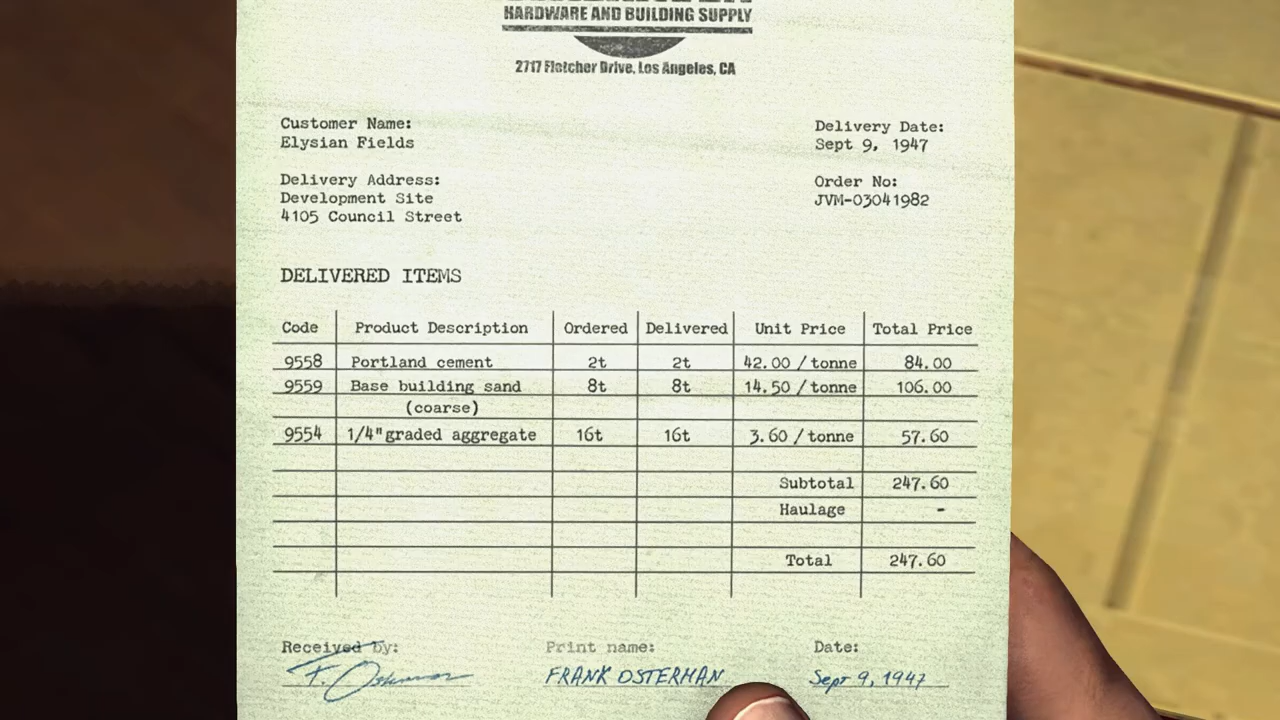 HARDWARE AND BUILDING SUPPLY
2717 Fletcher Drive, Los Angeles, CA
Customer Name:
Elysian Fields
Delivery Date:
Sept 9, 1947
Delivery Address:
Development Site
4105 Council Street
Order No:
JVM-03041982
DELIVERED ITEMS
Code Product Description Ordered Delivered Unit Price Total Price
9558 Portland cement 2t 2t 42.00 / tonne 84.00
9559 Base building sand 8t 8t 14.50 / tonne 106.00
(coarse)
9554 1/4" graded aggregate 16t 16t 3.60 / tonne 57.60
Subtotal 247.60
Haulage -
Total 247.60
Received by: Print name: Date:
F. Osterman FRANK OSTERMAN Sept 9, 1947